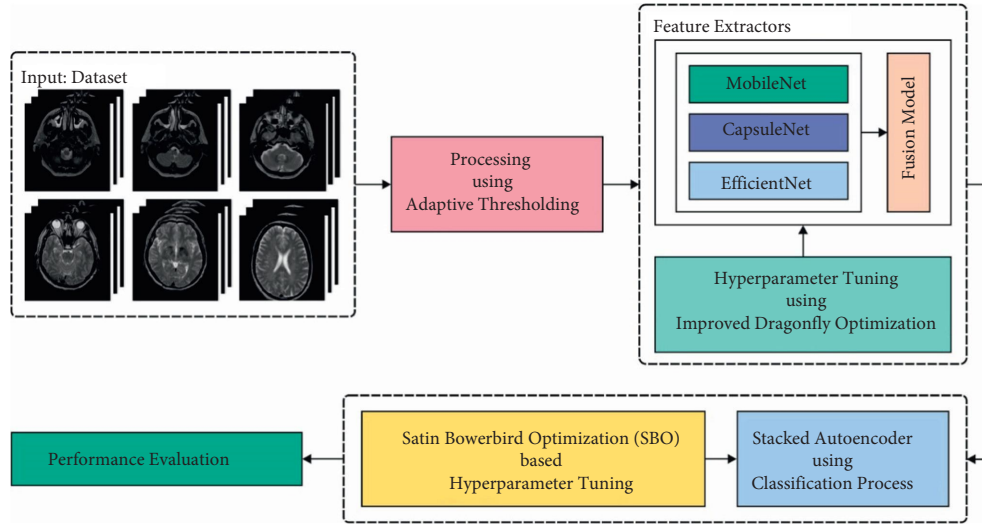 Input: Dataset
Processing
using
Adaptive Thresholding
Feature Extractors
MobileNet
CapsuleNet
EfficientNet
Fusion Model
Hyperparameter Tuning
using
Improved Dragonfly Optimization
Performance Evaluation
Satin Bowerbird Optimization (SBO)
based
Hyperparameter Tuning
Stacked Autoencoder
using
Classification Process